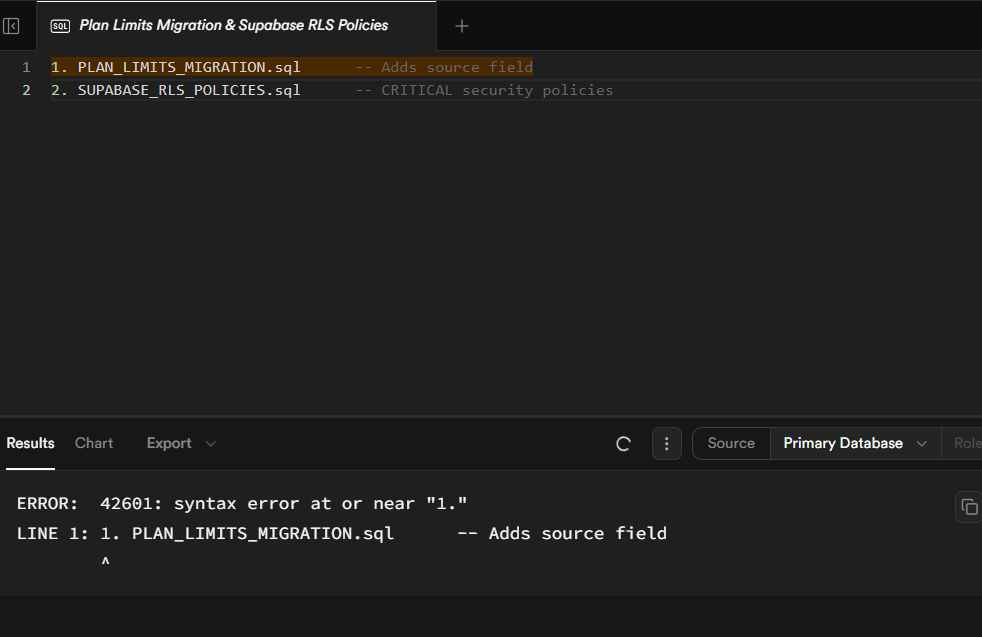 SQL Plan Limits Migration & Supabase RLS Policies
1 1. PLAN_LIMITS_MIGRATION.sql      -- Adds source field
2 2. SUPABASE_RLS_POLICIES.sql      -- CRITICAL security policies
Results Chart Export Source Primary Database Role
ERROR:  42601: syntax error at or near "1."
LINE 1: 1. PLAN_LIMITS_MIGRATION.sql      -- Adds source field
^